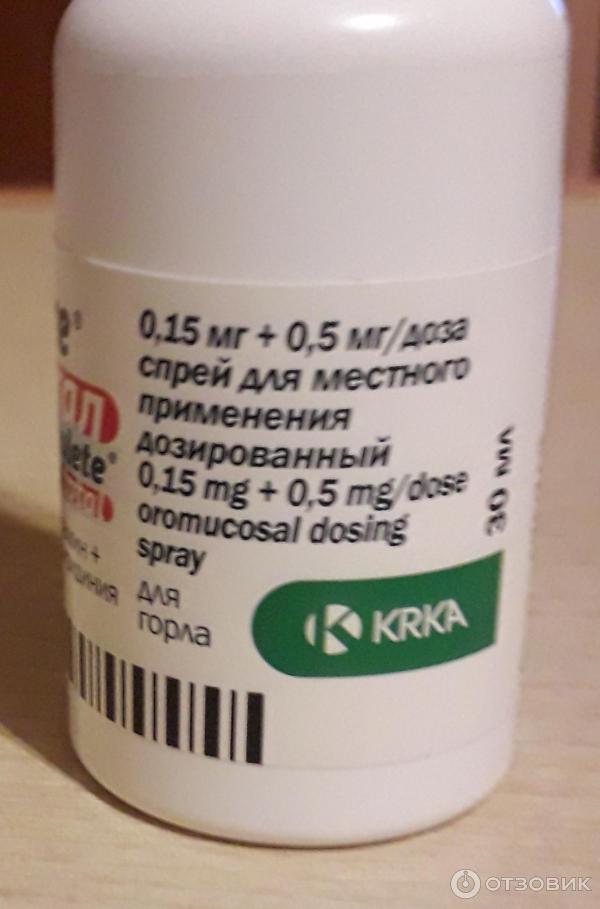 0,15 мг + 0,5 мг/доза
спрей для местного
применения
дозированный
0,15 mg + 0,5 mg/dose
oromucosal dosing
spray
для
горла
30 мл
KRKA
ОТЗОВИК